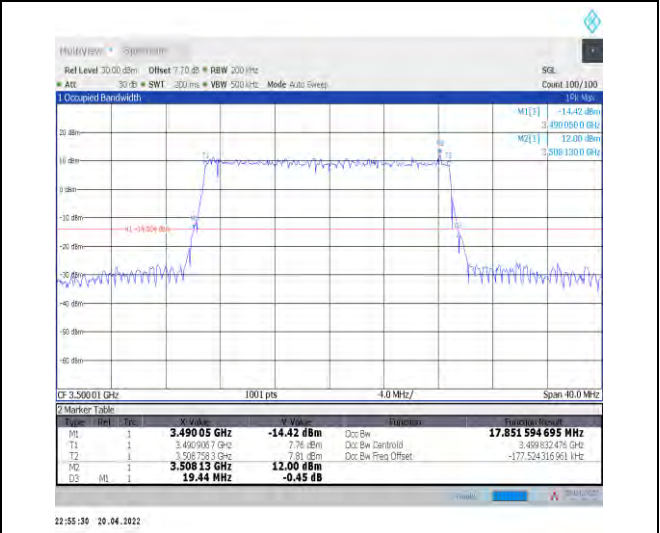 MultiView Spectrum
Ref Level 30.00 dBm Offset 7.70 dB RBW 200 kHz SGL
Att 30 dB SWT 200 ms VBW 500 kHz Mode Auto Sweep Count 100/100
1 Occupied Bandwidth 1Pk Max
M1[1] -14.42 dBm
3.490 050 0 GHz
M2[1] 12.00 dBm
3.508 130 0 GHz
20 dBm
10 dBm
0 dBm
-10 dBm
-20 dBm
-30 dBm
-40 dBm
-50 dBm
-60 dBm
CF 3.500 01 GHz 1001 pts 4.0 MHz/ Span 40.0 MHz
2 Marker Table
Type Ref Trc X-Value Y-Value Function Function Result
M1 1 3.490 05 GHz -14.42 dBm Occ Bw 17.851 594 695 MHz
T1 1 3.490 906 7 GHz 7.76 dBm Occ Bw Centroid 3.499 832 476 GHz
T2 1 3.508 758 3 GHz 7.81 dBm Occ Bw Freq Offset -177.524 316 961 kHz
M2 1 3.508 13 GHz 12.00 dBm
D3 M1 1 19.44 MHz -0.45 dB
22:55:30 20.04.2022